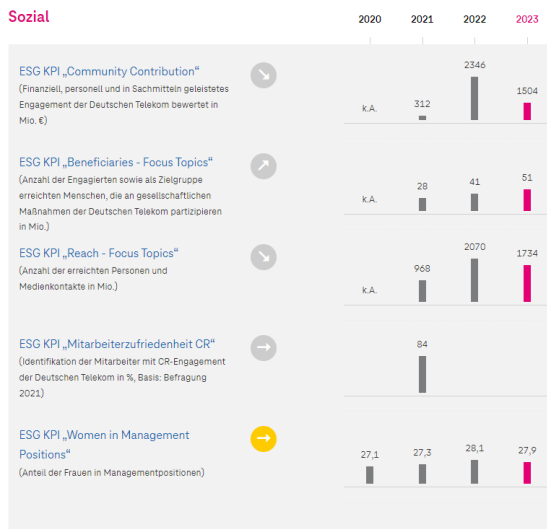 Sozial
2020 2021 2022 2023
ESG KPI „Community Contribution“
(Finanziell, personell und in Sachmitteln geleistetes
Engagement der Deutschen Telekom bewertet in
Mio. €)
k.A. 312 2346 1504
ESG KPI „Beneficiaries - Focus Topics“
(Anzahl der Engagierten sowie als Zielgruppe
erreichten Menschen, die an gesellschaftlichen
Maßnahmen der Deutschen Telekom partizipieren
in Mio.)
k.A. 28 41 51
ESG KPI „Reach - Focus Topics“
(Anzahl der erreichten Personen und
Medienkontakte in Mio.)
k.A. 968 2070 1734
ESG KPI „Mitarbeiterzufriedenheit CR“
(Identifikation der Mitarbeiter mit CR-Engagement
der Deutschen Telekom in %, Basis: Befragung
2021)
84
ESG KPI „Women in Management
Positions“
(Anteil der Frauen in Managementpositionen)
27,1 27,3 28,1 27,9